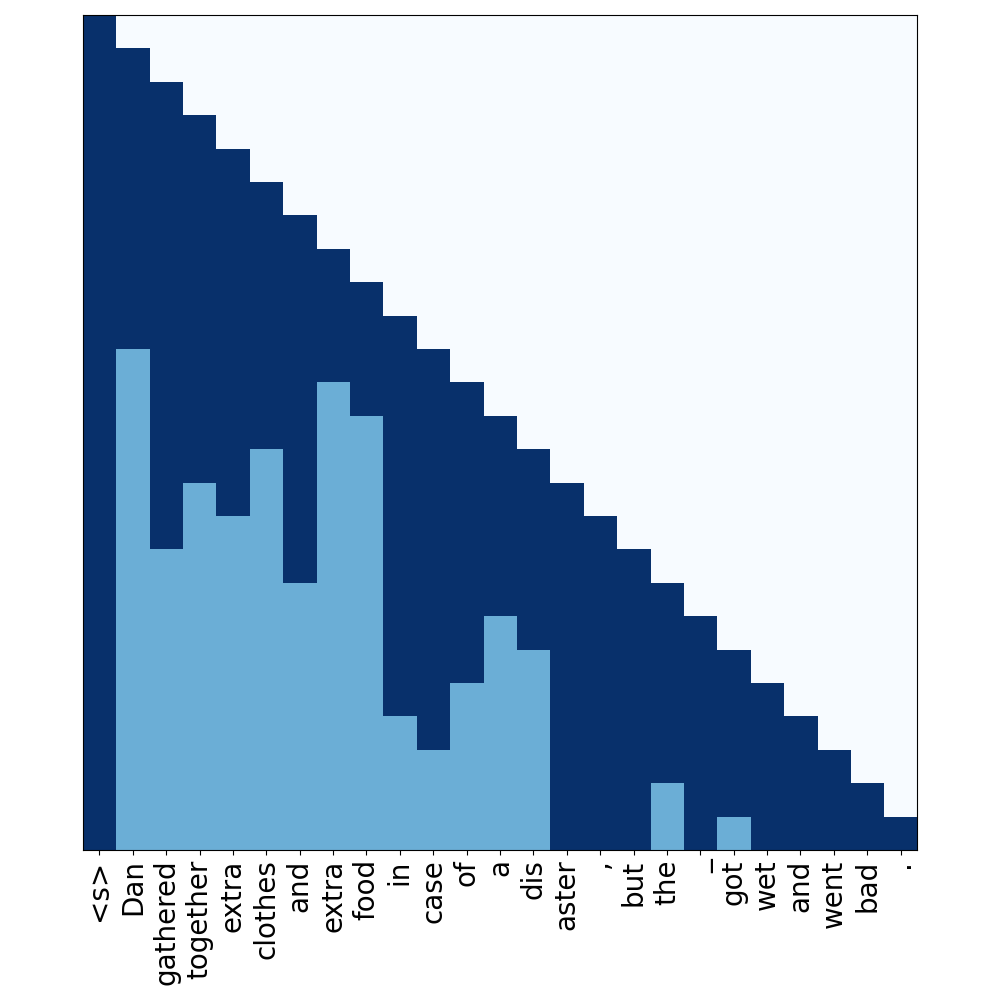 <s> Dan gathered together extra clothes and extra food in case of a dis aster , but the _ got wet and went bad .